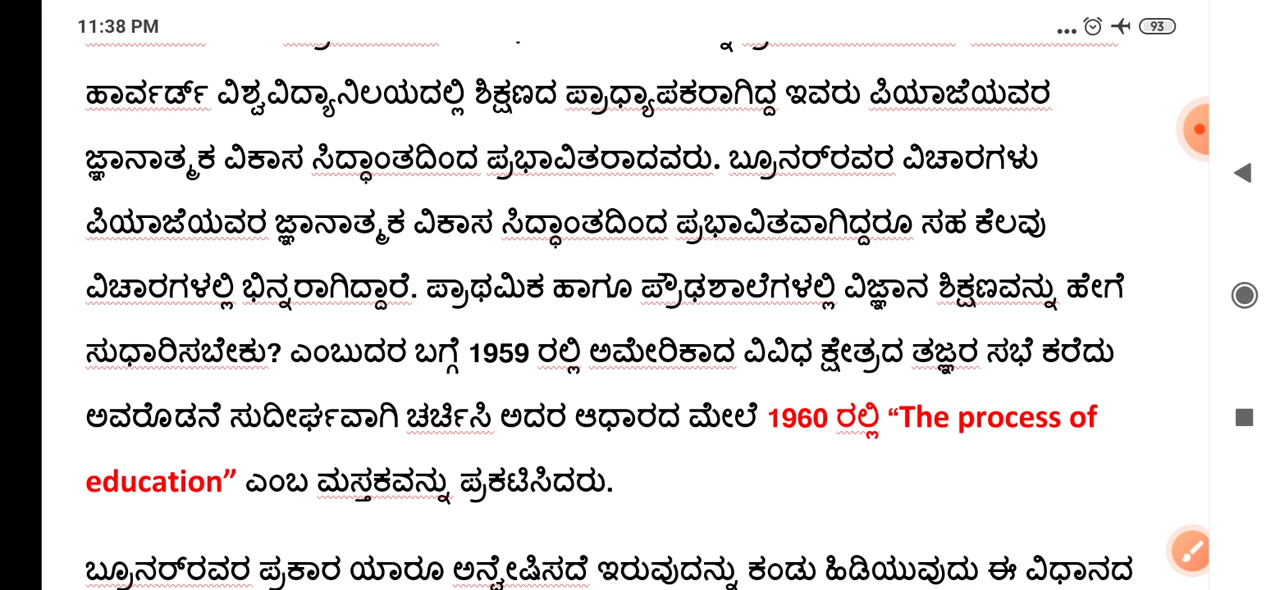 11:38 PM
93
ಹಾರ್ವರ್ಡ್ ವಿಶ್ವವಿದ್ಯಾನಿಲಯದಲ್ಲಿ ಶಿಕ್ಷಣದ ಪ್ರಾಧ್ಯಾಪಕರಾಗಿದ್ದ ಇವರು ಪಿಯಾಜೆಯವರ
ಜ್ಞಾನಾತ್ಮಕ ವಿಕಾಸ ಸಿದ್ಧಾಂತದಿಂದ ಪ್ರಭಾವಿತರಾದವರು. ಬ್ರೂನರ್‌ರವರ ವಿಚಾರಗಳು
ಪಿಯಾಜೆಯವರ ಜ್ಞಾನಾತ್ಮಕ ವಿಕಾಸ ಸಿದ್ಧಾಂತದಿಂದ ಪ್ರಭಾವಿತವಾಗಿದ್ದರೂ ಸಹ ಕೆಲವು
ವಿಚಾರಗಳಲ್ಲಿ ಭಿನ್ನರಾಗಿದ್ದಾರೆ. ಪ್ರಾಥಮಿಕ ಹಾಗೂ ಪ್ರೌಢಶಾಲೆಗಳಲ್ಲಿ ವಿಜ್ಞಾನ ಶಿಕ್ಷಣವನ್ನು ಹೇಗೆ
ಸುಧಾರಿಸಬೇಕು? ಎಂಬುದರ ಬಗ್ಗೆ 1959 ರಲ್ಲಿ ಅಮೇರಿಕಾದ ವಿವಿಧ ಕ್ಷೇತ್ರದ ತಜ್ಞರ ಸಭೆ ಕರೆದು
ಅವರೊಡನೆ ಸುದೀರ್ಘವಾಗಿ ಚರ್ಚಿಸಿ ಅದರ ಆಧಾರದ ಮೇಲೆ 1960 ರಲ್ಲಿ “The process of
education” ಎಂಬ ಮಸ್ತಕವನ್ನು ಪ್ರಕಟಿಸಿದರು.
ಬ್ರೂನರ್‌ರವರ ಪ್ರಕಾರ ಯಾರೂ ಅನ್ವೇಷಿಸದೆ ಇರುವುದನ್ನು ಕಂಡು ಹಿಡಿಯುವುದು ಈ ವಿಧಾನದ